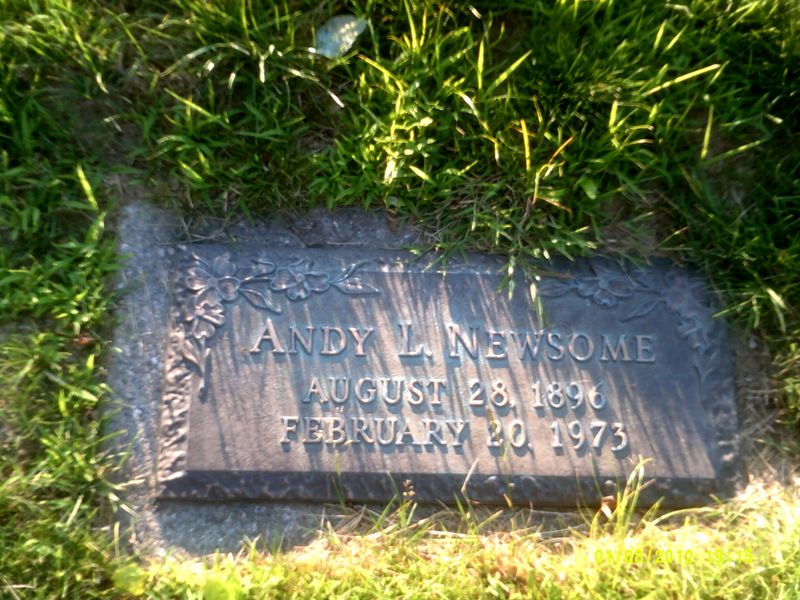 ANDY L. NEWSOME
AUGUST 28, 1896
FEBRUARY 20, 1973